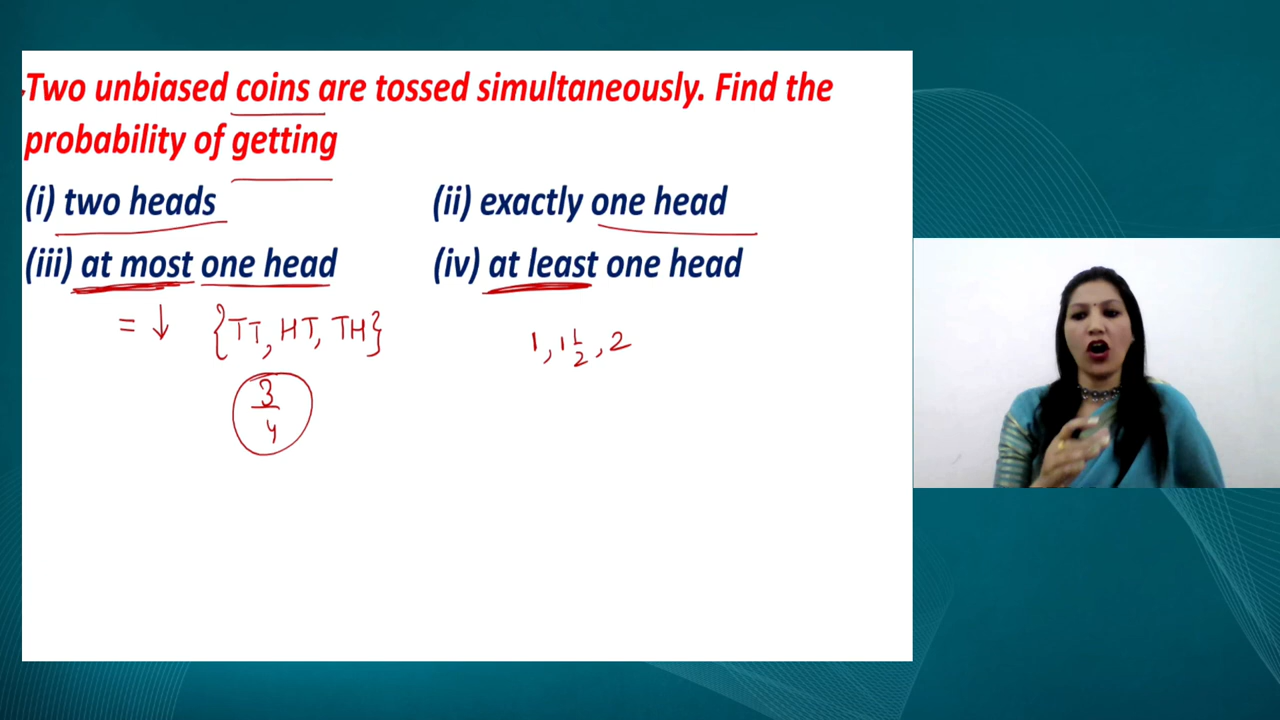 Two unbiased coins are tossed simultaneously. Find the
probability of getting
(i) two heads (ii) exactly one head
(iii) at most one head (iv) at least one head
= ↓ {TT, HT, TH} 1, 1 1/2, 2
3/4